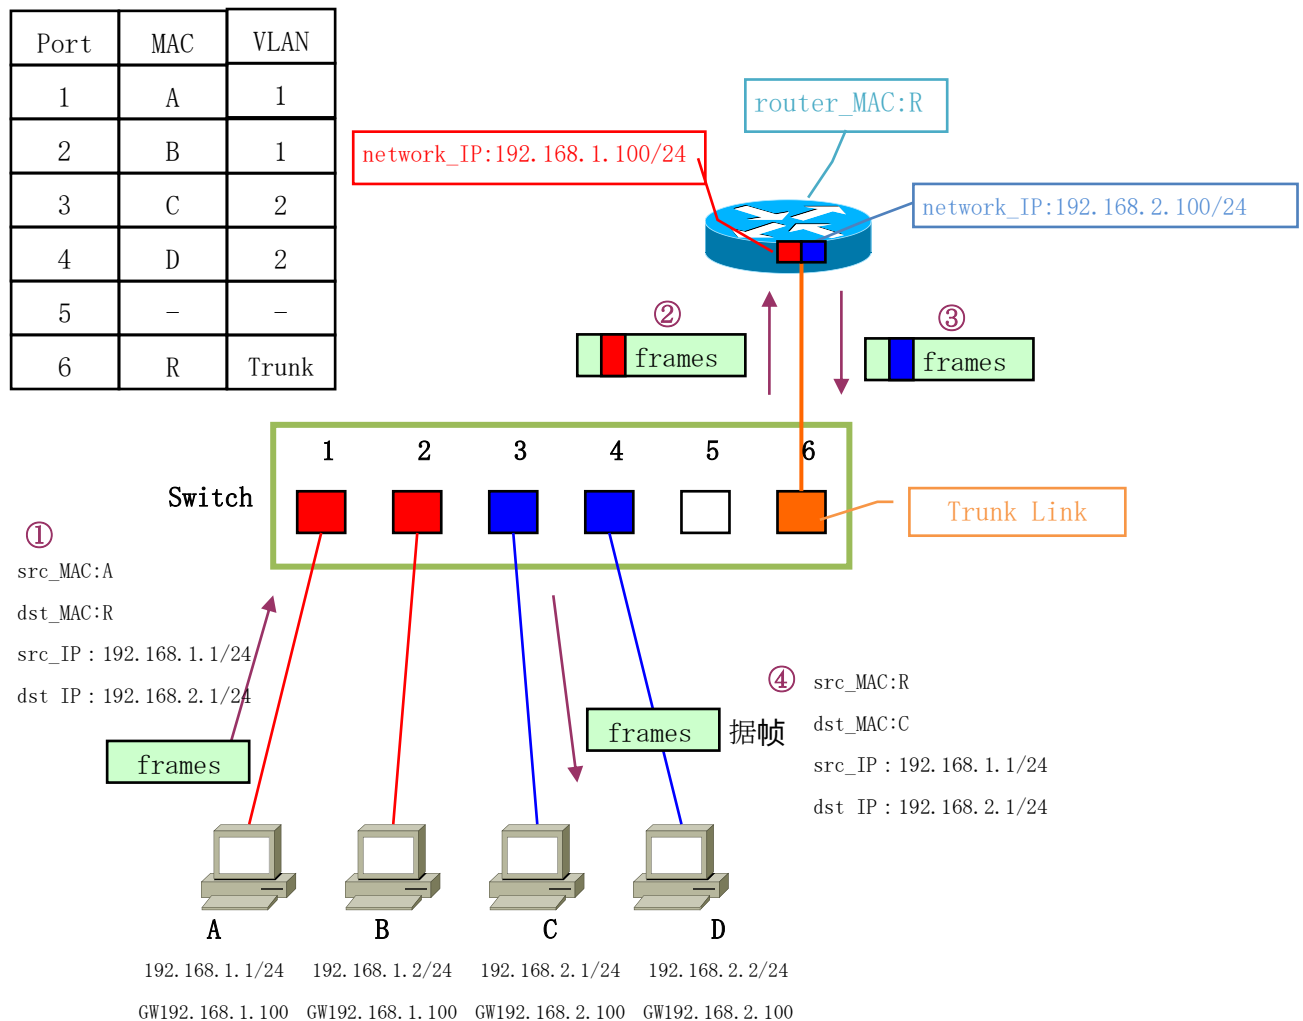 Port MAC VLAN
1 A 1
2 B 1
3 C 2
4 D 2
5 - -
6 R Trunk
router_MAC:R
network_IP:192.168.1.100/24
network_IP:192.168.2.100/24
②
frames
③
frames
1 2 3 4 5 6
Switch
Trunk Link
①
src_MAC:A
dst_MAC:R
src_IP：192.168.1.1/24
dst IP：192.168.2.1/24
frames
④
src_MAC:R
dst_MAC:C
src_IP：192.168.1.1/24
dst IP：192.168.2.1/24
frames
据帧
A B C D
192.168.1.1/24 192.168.1.2/24 192.168.2.1/24 192.168.2.2/24
GW192.168.1.100 GW192.168.1.100 GW192.168.2.100 GW192.168.2.100